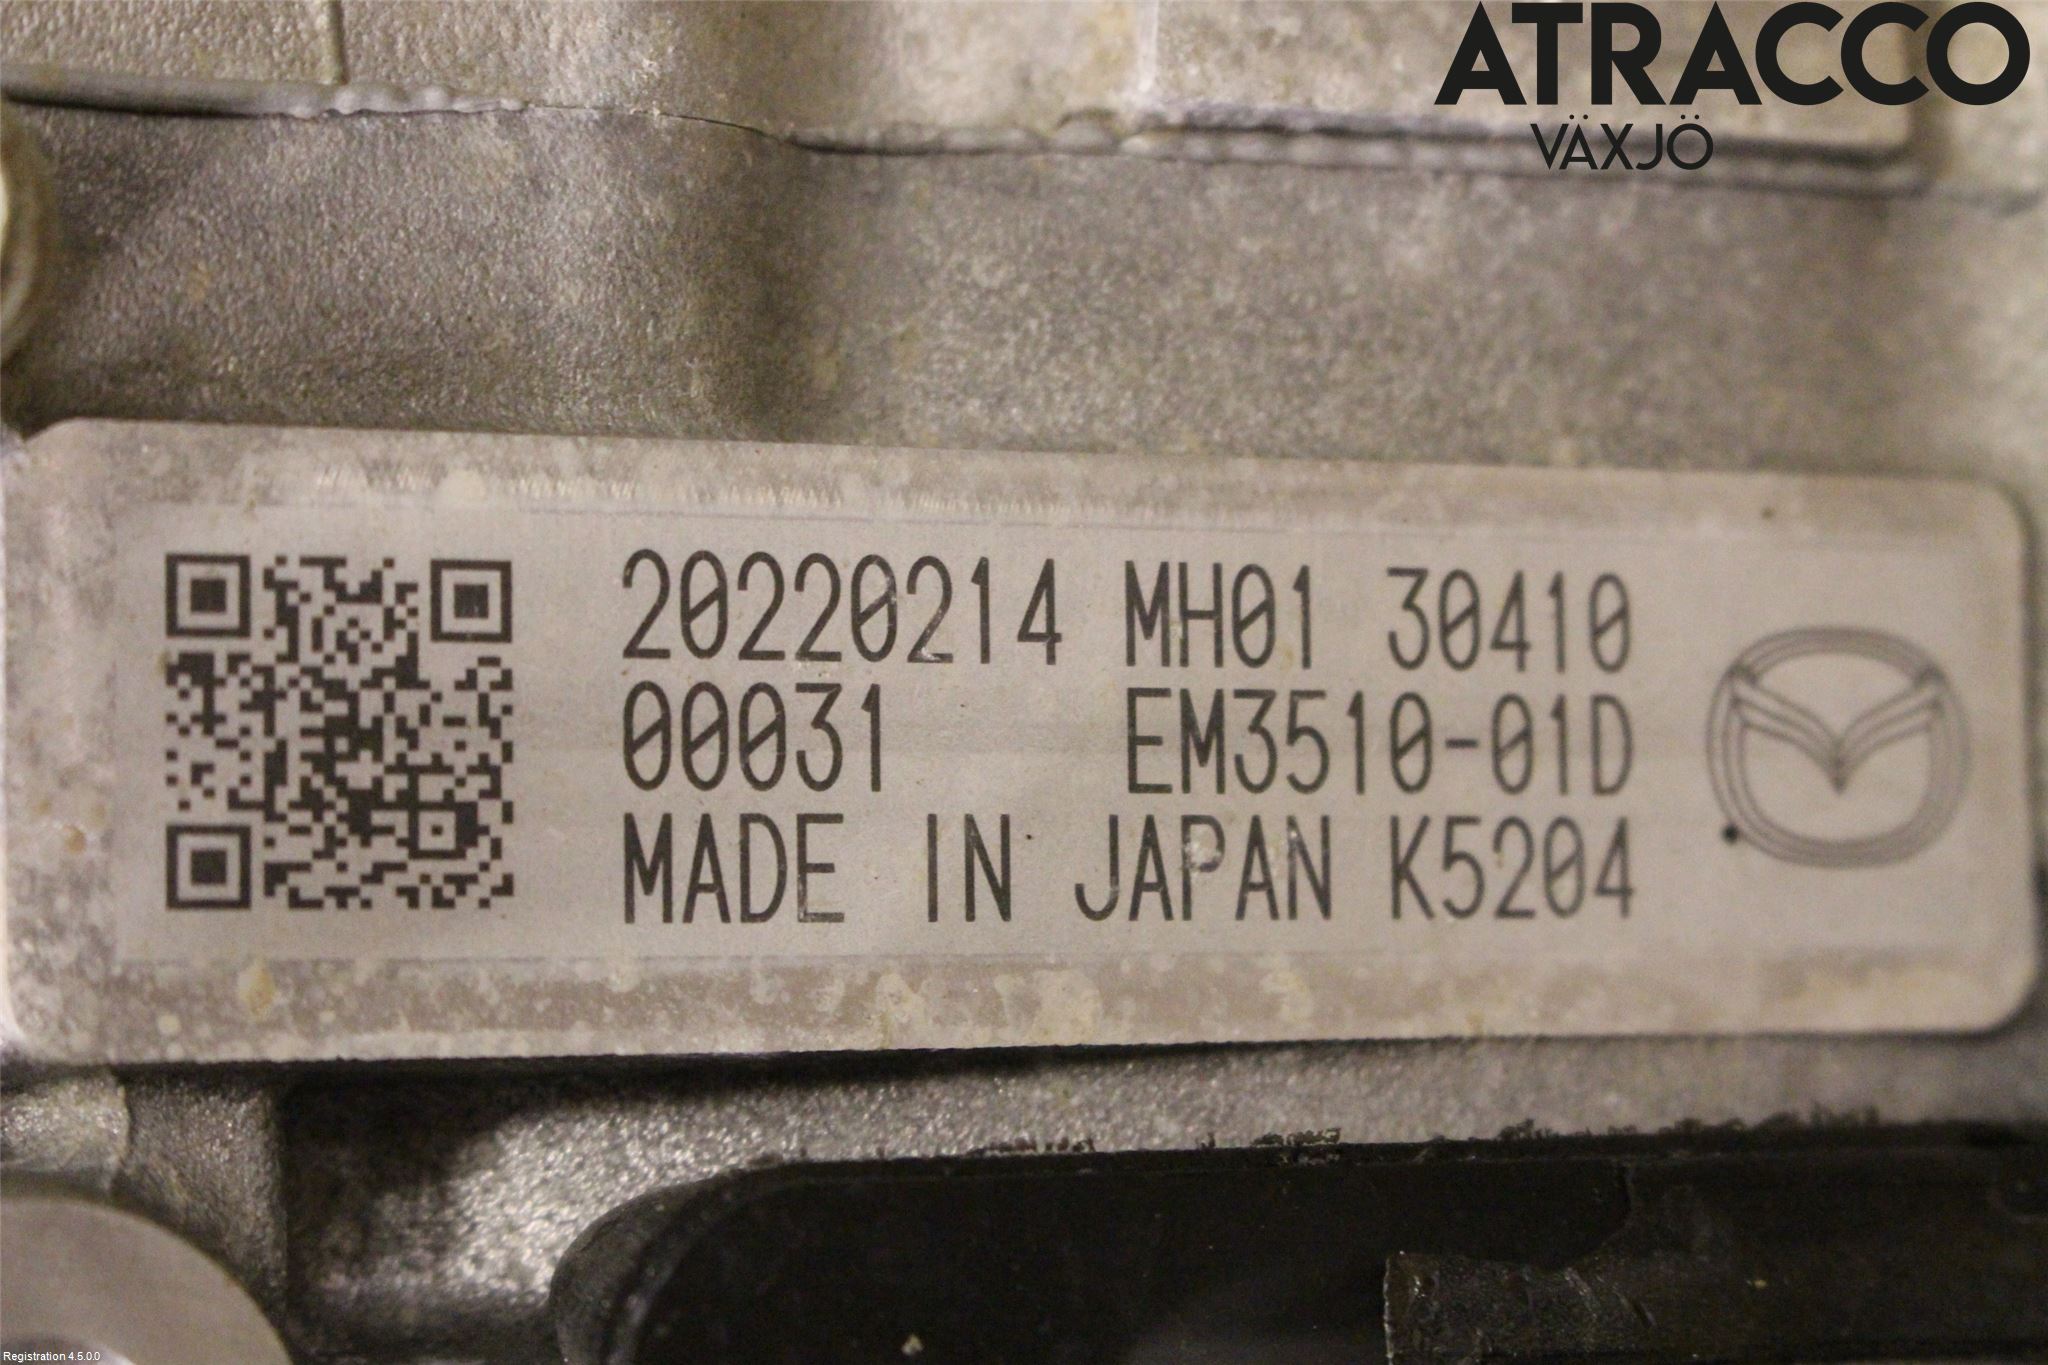 ATRACCO
VÄXJÖ
20220214 MH01 30410
00031 EM3510-01D
MADE IN JAPAN K5204
Registration 4.5.0.0